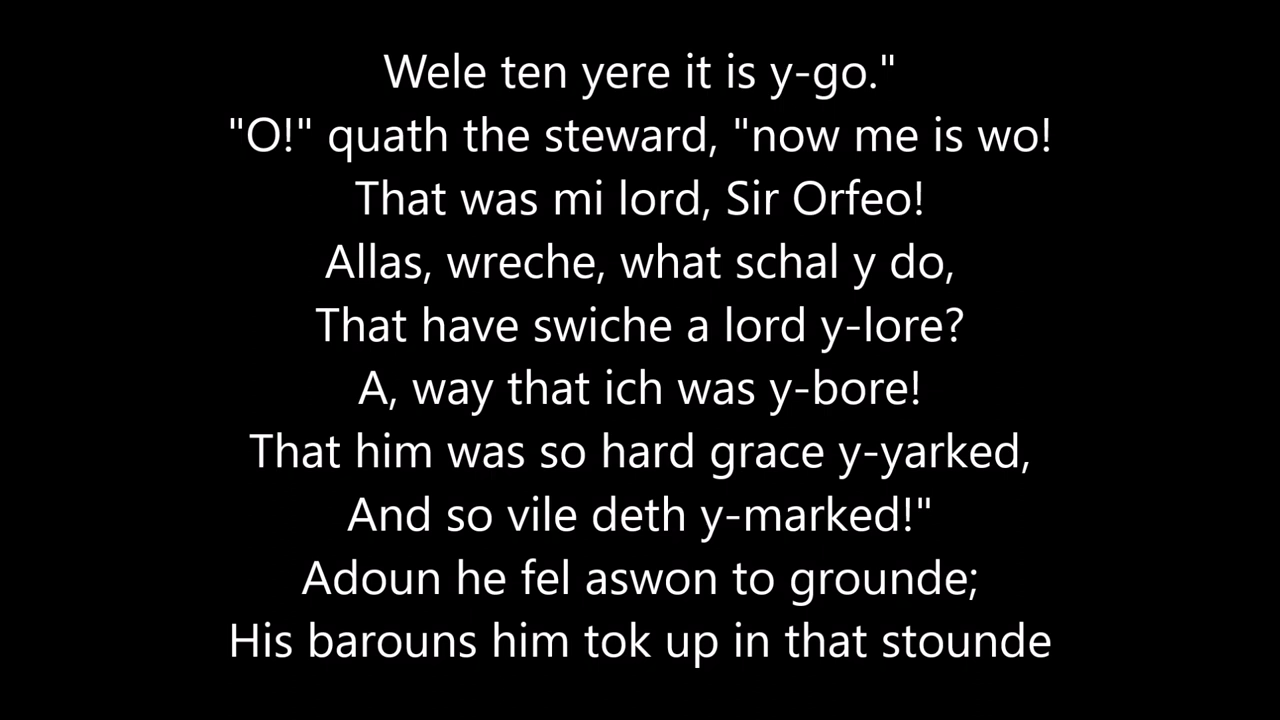 Wele ten yere it is y-go."
"O!" quath the steward, "now me is wo!
That was mi lord, Sir Orfeo!
Allas, wreche, what schal y do,
That have swiche a lord y-lore?
A, way that ich was y-bore!
That him was so hard grace y-yarked,
And so vile deth y-marked!"
Adoun he fel aswon to grounde;
His barouns him tok up in that stounde